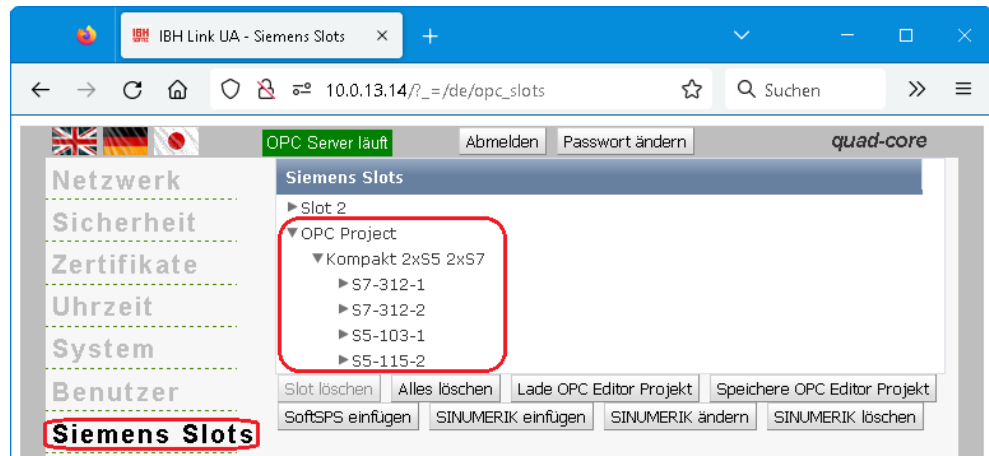 IBH Link UA - Siemens Slots
10.0.13.14/?_=/de/opc_slots
Suchen
OPC Server läuft
Abmelden
Passwort ändern
quad-core
Netzwerk
Sicherheit
Zertifikate
Uhrzeit
System
Benutzer
Siemens Slots
Siemens Slots
Slot 2
OPC Project
Kompakt 2xS5 2xS7
S7-312-1
S7-312-2
S5-103-1
S5-115-2
Slot löschen
Alles löschen
Lade OPC Editor Projekt
Speichere OPC Editor Projekt
SoftSPS einfügen
SINUMERIK einfügen
SINUMERIK ändern
SINUMERIK löschen